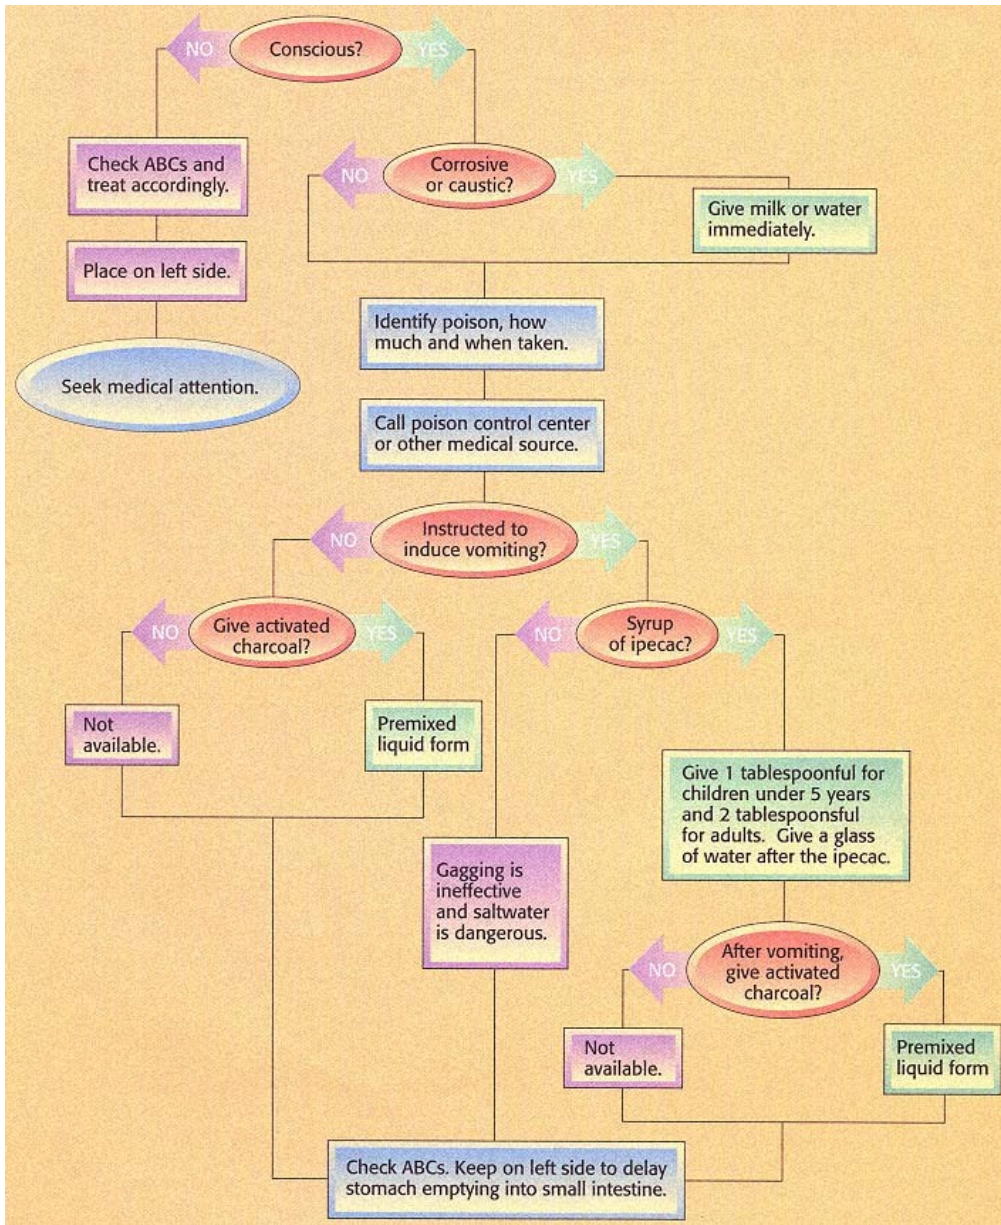 NO
Conscious?
YES
Check ABCs and
treat accordingly.
NO
Corrosive
or caustic?
YES
Give milk or water
immediately.
Place on left side.
Identify poison, how
much and when taken.
Seek medical attention.
Call poison control center
or other medical source.
NO
Instructed to
induce vomiting?
YES
NO
Give activated
charcoal?
YES
NO
Syrup
of ipecac?
YES
Not
available.
Premixed
liquid form
Give 1 tablespoonful for
children under 5 years
and 2 tablespoonsful
for adults. Give a glass
of water after the ipecac.
Gagging is
ineffective
and saltwater
is dangerous.
NO
After vomiting,
give activated
charcoal?
YES
Not
available.
Premixed
liquid form
Check ABCs. Keep on left side to delay
stomach emptying into small intestine.